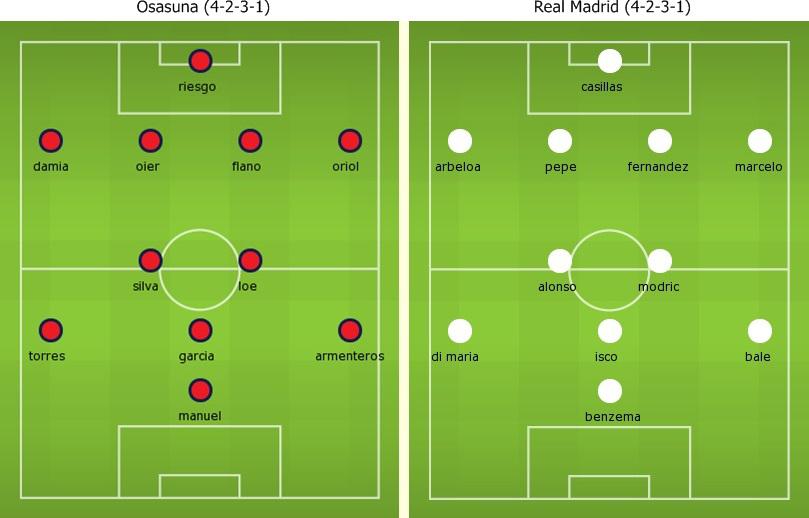 Osasuna (4-2-3-1)
riesgo
damia oier flano oriol
silva loe
torres garcia armenteros
manuel
Real Madrid (4-2-3-1)
casillas
arbeloa pepe fernandez marcelo
alonso modric
di maria isco bale
benzema